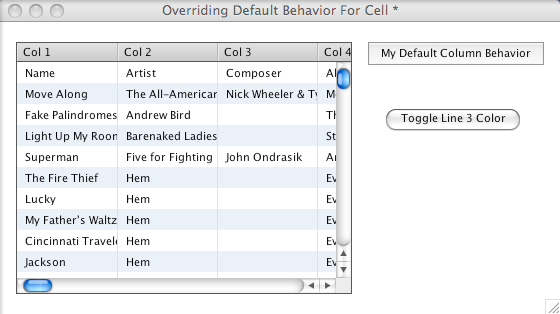 Overriding Default Behavior For Cell *
Col 1 Col 2 Col 3 Col 4 My Default Column Behavior
Name Artist Composer Al
Move Along The All-American Nick Wheeler & Ty M
Fake Palindromes Andrew Bird Th
Toggle Line 3 Color
Light Up My Room Barenaked Ladies St
Superman Five for Fighting John Ondrasik Ar
The Fire Thief Hem Ev
Lucky Hem Ev
My Father's Waltz Hem Ev
Cincinnati Travele Hem Ev
Jackson Hem Ev